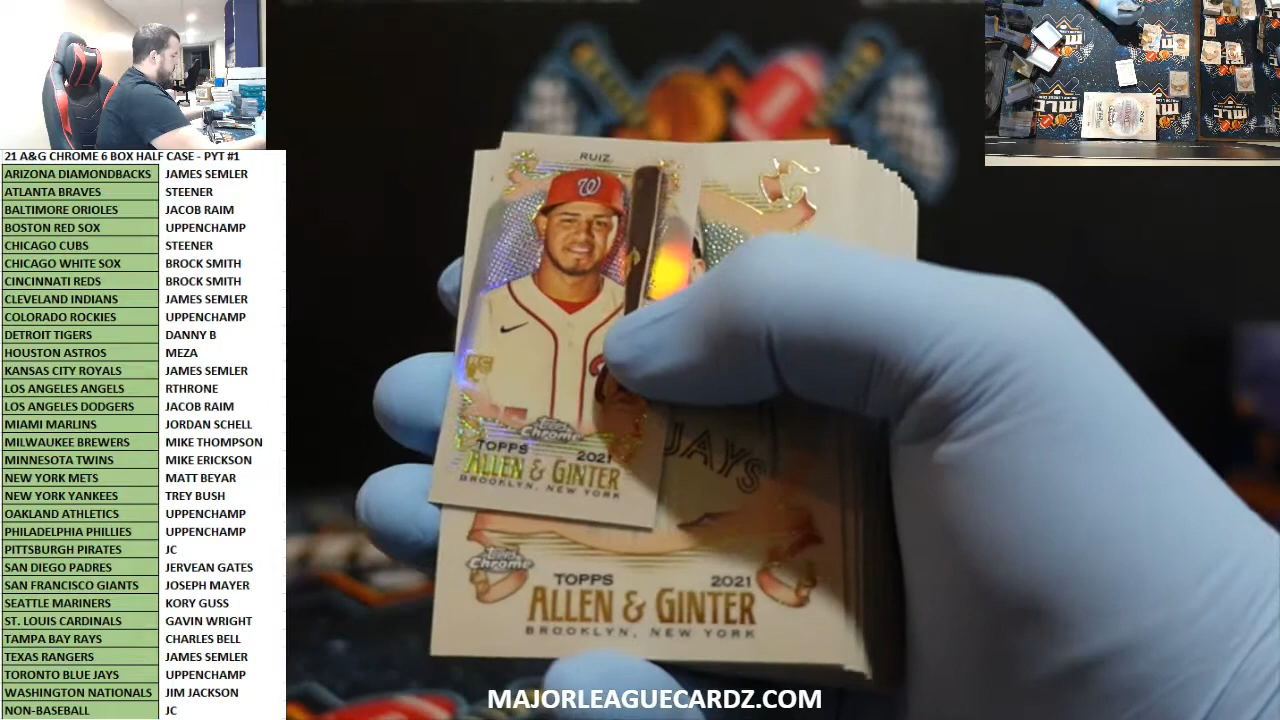 21 A&G CHROME 6 BOX HALF CASE - PYT #1
ARIZONA DIAMONDBACKS JAMES SEMLER
ATLANTA BRAVES STEENER
BALTIMORE ORIOLES JACOB RAIM
BOSTON RED SOX UPPENCHAMP
CHICAGO CUBS STEENER
CHICAGO WHITE SOX BROCK SMITH
CINCINNATI REDS BROCK SMITH
CLEVELAND INDIANS JAMES SEMLER
COLORADO ROCKIES UPPENCHAMP
DETROIT TIGERS DANNY B
HOUSTON ASTROS MEZA
KANSAS CITY ROYALS JAMES SEMLER
LOS ANGELES ANGELS RTHRONE
LOS ANGELES DODGERS JACOB RAIM
MIAMI MARLINS JORDAN SCHELL
MILWAUKEE BREWERS MIKE THOMPSON
MINNESOTA TWINS MIKE ERICKSON
NEW YORK METS MATT BEYAR
NEW YORK YANKEES TREY BUSH
OAKLAND ATHLETICS UPPENCHAMP
PHILADELPHIA PHILLIES UPPENCHAMP
PITTSBURGH PIRATES JC
SAN DIEGO PADRES JERVEAN GATES
SAN FRANCISCO GIANTS JOSEPH MAYER
SEATTLE MARINERS KORY GUSS
ST. LOUIS CARDINALS GAVIN WRIGHT
TAMPA BAY RAYS CHARLES BELL
TEXAS RANGERS JAMES SEMLER
TORONTO BLUE JAYS UPPENCHAMP
WASHINGTON NATIONALS JIM JACKSON
NON-BASEBALL JC
RUIZ
W
RC
Topps Chrome
TOPPS 2021
ALLEN & GINTER
BROOKLYN, NEW YORK
JAYS
Topps Chrome
TOPPS 2021
ALLEN & GINTER
BROOKLYN, NEW YORK
MAJORLEAGUECARDZ.COM